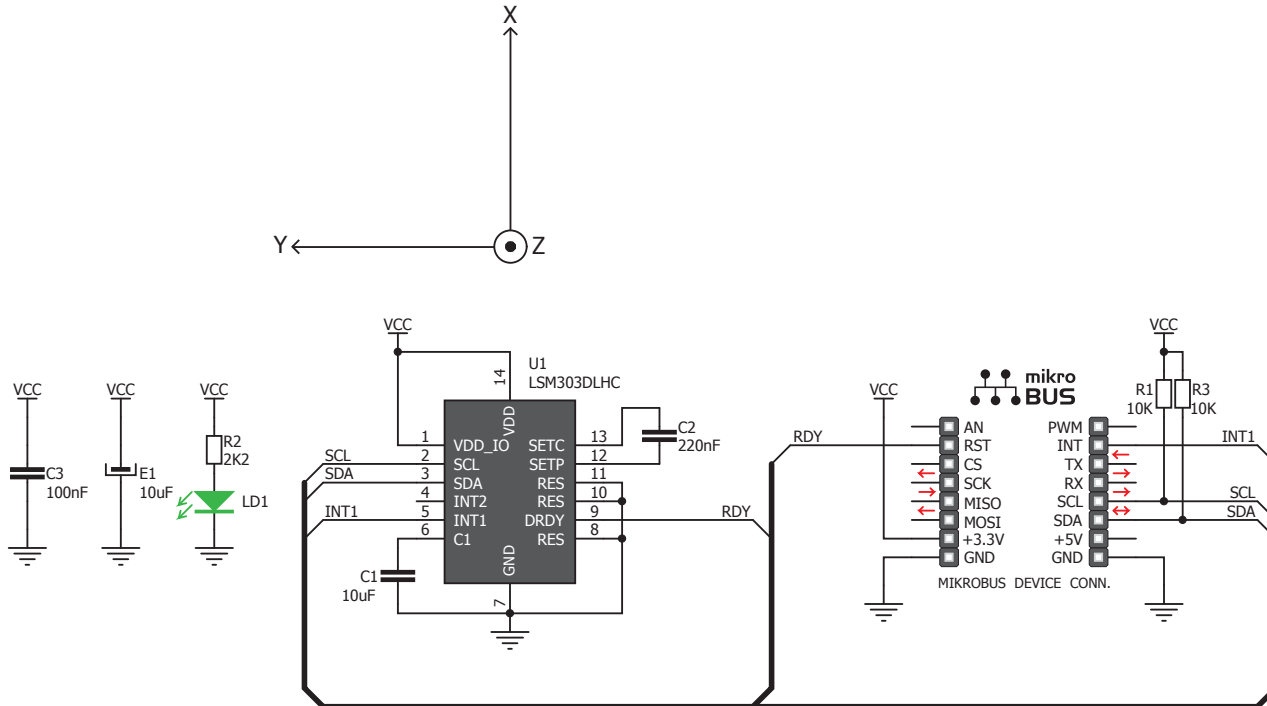 X
Y
Z
VCC
C3
100nF
VCC
E1
10uF
VCC
R2
2K2
LD1
VCC
U1
LSM303DLHC
14
VDD
1 VDD_IO SETC 13
SCL 2 SCL SETP 12
SDA 3 SDA RES 11
4 INT2 RES 10
INT1 5 INT1 DRDY 9 RDY
6 C1 RES 8
GND
7
C1
10uF
C2
220nF
VCC
mikro
BUS
VCC
R1
10K
R3
10K
AN PWM
RDY RST INT INT1
CS TX
SCK RX
MISO SCL SCL
MOSI SDA SDA
+3.3V +5V
GND GND
MIKROBUS DEVICE CONN.